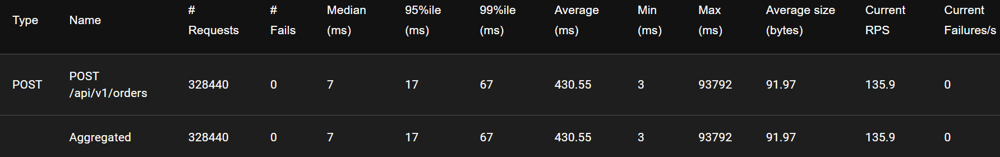 Type Name # Requests # Fails Median (ms) 95%ile (ms) 99%ile (ms) Average (ms) Min (ms) Max (ms) Average size (bytes) Current RPS Current Failures/s
POST POST /api/v1/orders 328440 0 7 17 67 430.55 3 93792 91.97 135.9 0
Aggregated 328440 0 7 17 67 430.55 3 93792 91.97 135.9 0